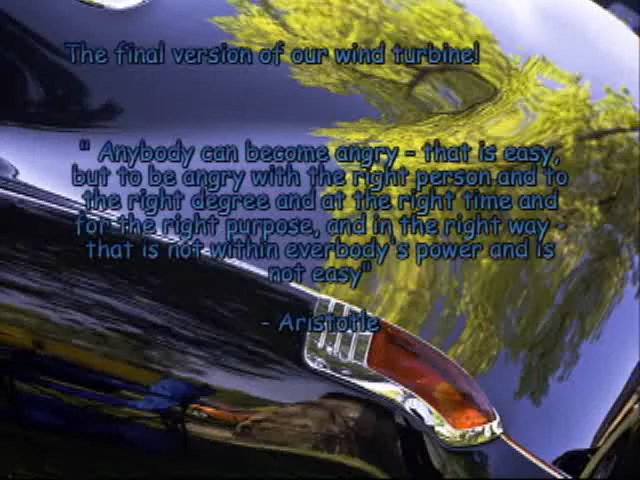 The final version of our wind turbine!
" Anybody can become angry - that is easy,
but to be angry with the right person and to
the right degree and at the right time and
for the right purpose, and in the right way -
that is not within everbody's power and is
not easy"
- Aristotle